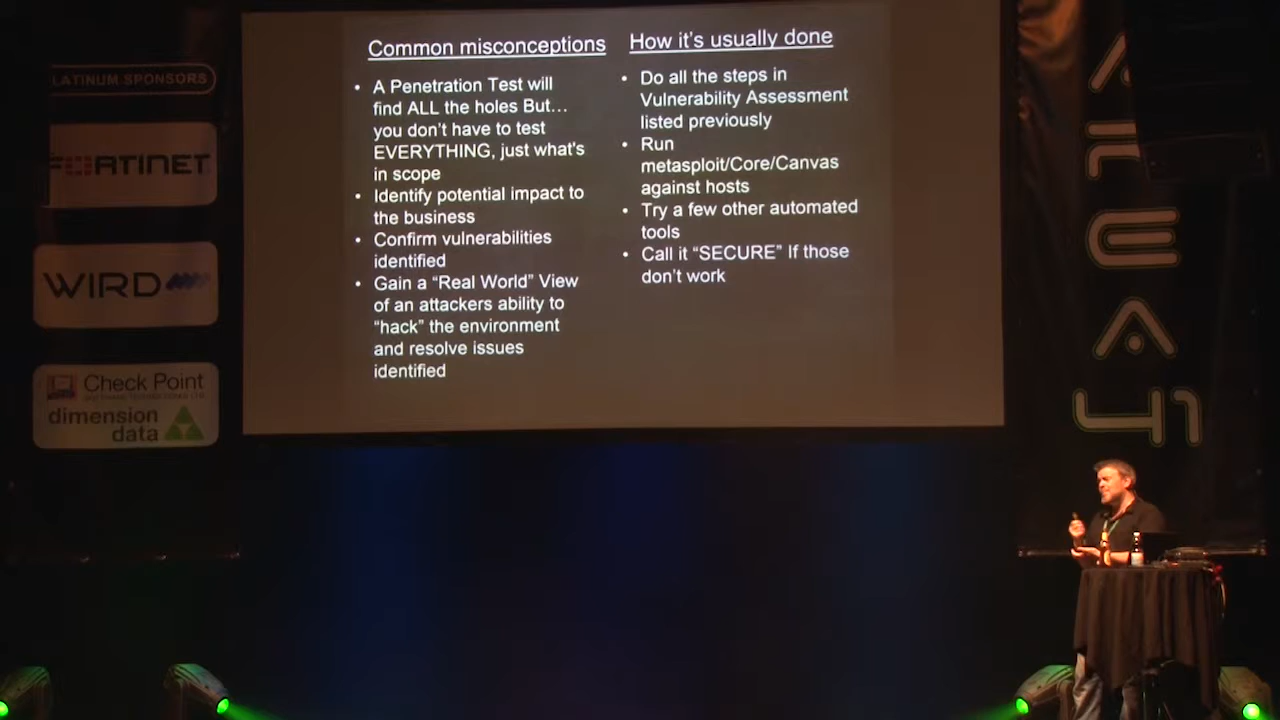 PLATINUM SPONSORS
FORTINET
WIRD
Check Point
dimension
data
Common misconceptions
• A Penetration Test will
find ALL the holes But…
you don't have to test
EVERYTHING, just what's
in scope
• Identify potential impact to
the business
• Confirm vulnerabilities
identified
• Gain a “Real World” View
of an attackers ability to
“hack” the environment
and resolve issues
identified
How it's usually done
• Do all the steps in
Vulnerability Assessment
listed previously
• Run
metasploit/Core/Canvas
against hosts
• Try a few other automated
tools
• Call it “SECURE” If those
don't work
AREA
41